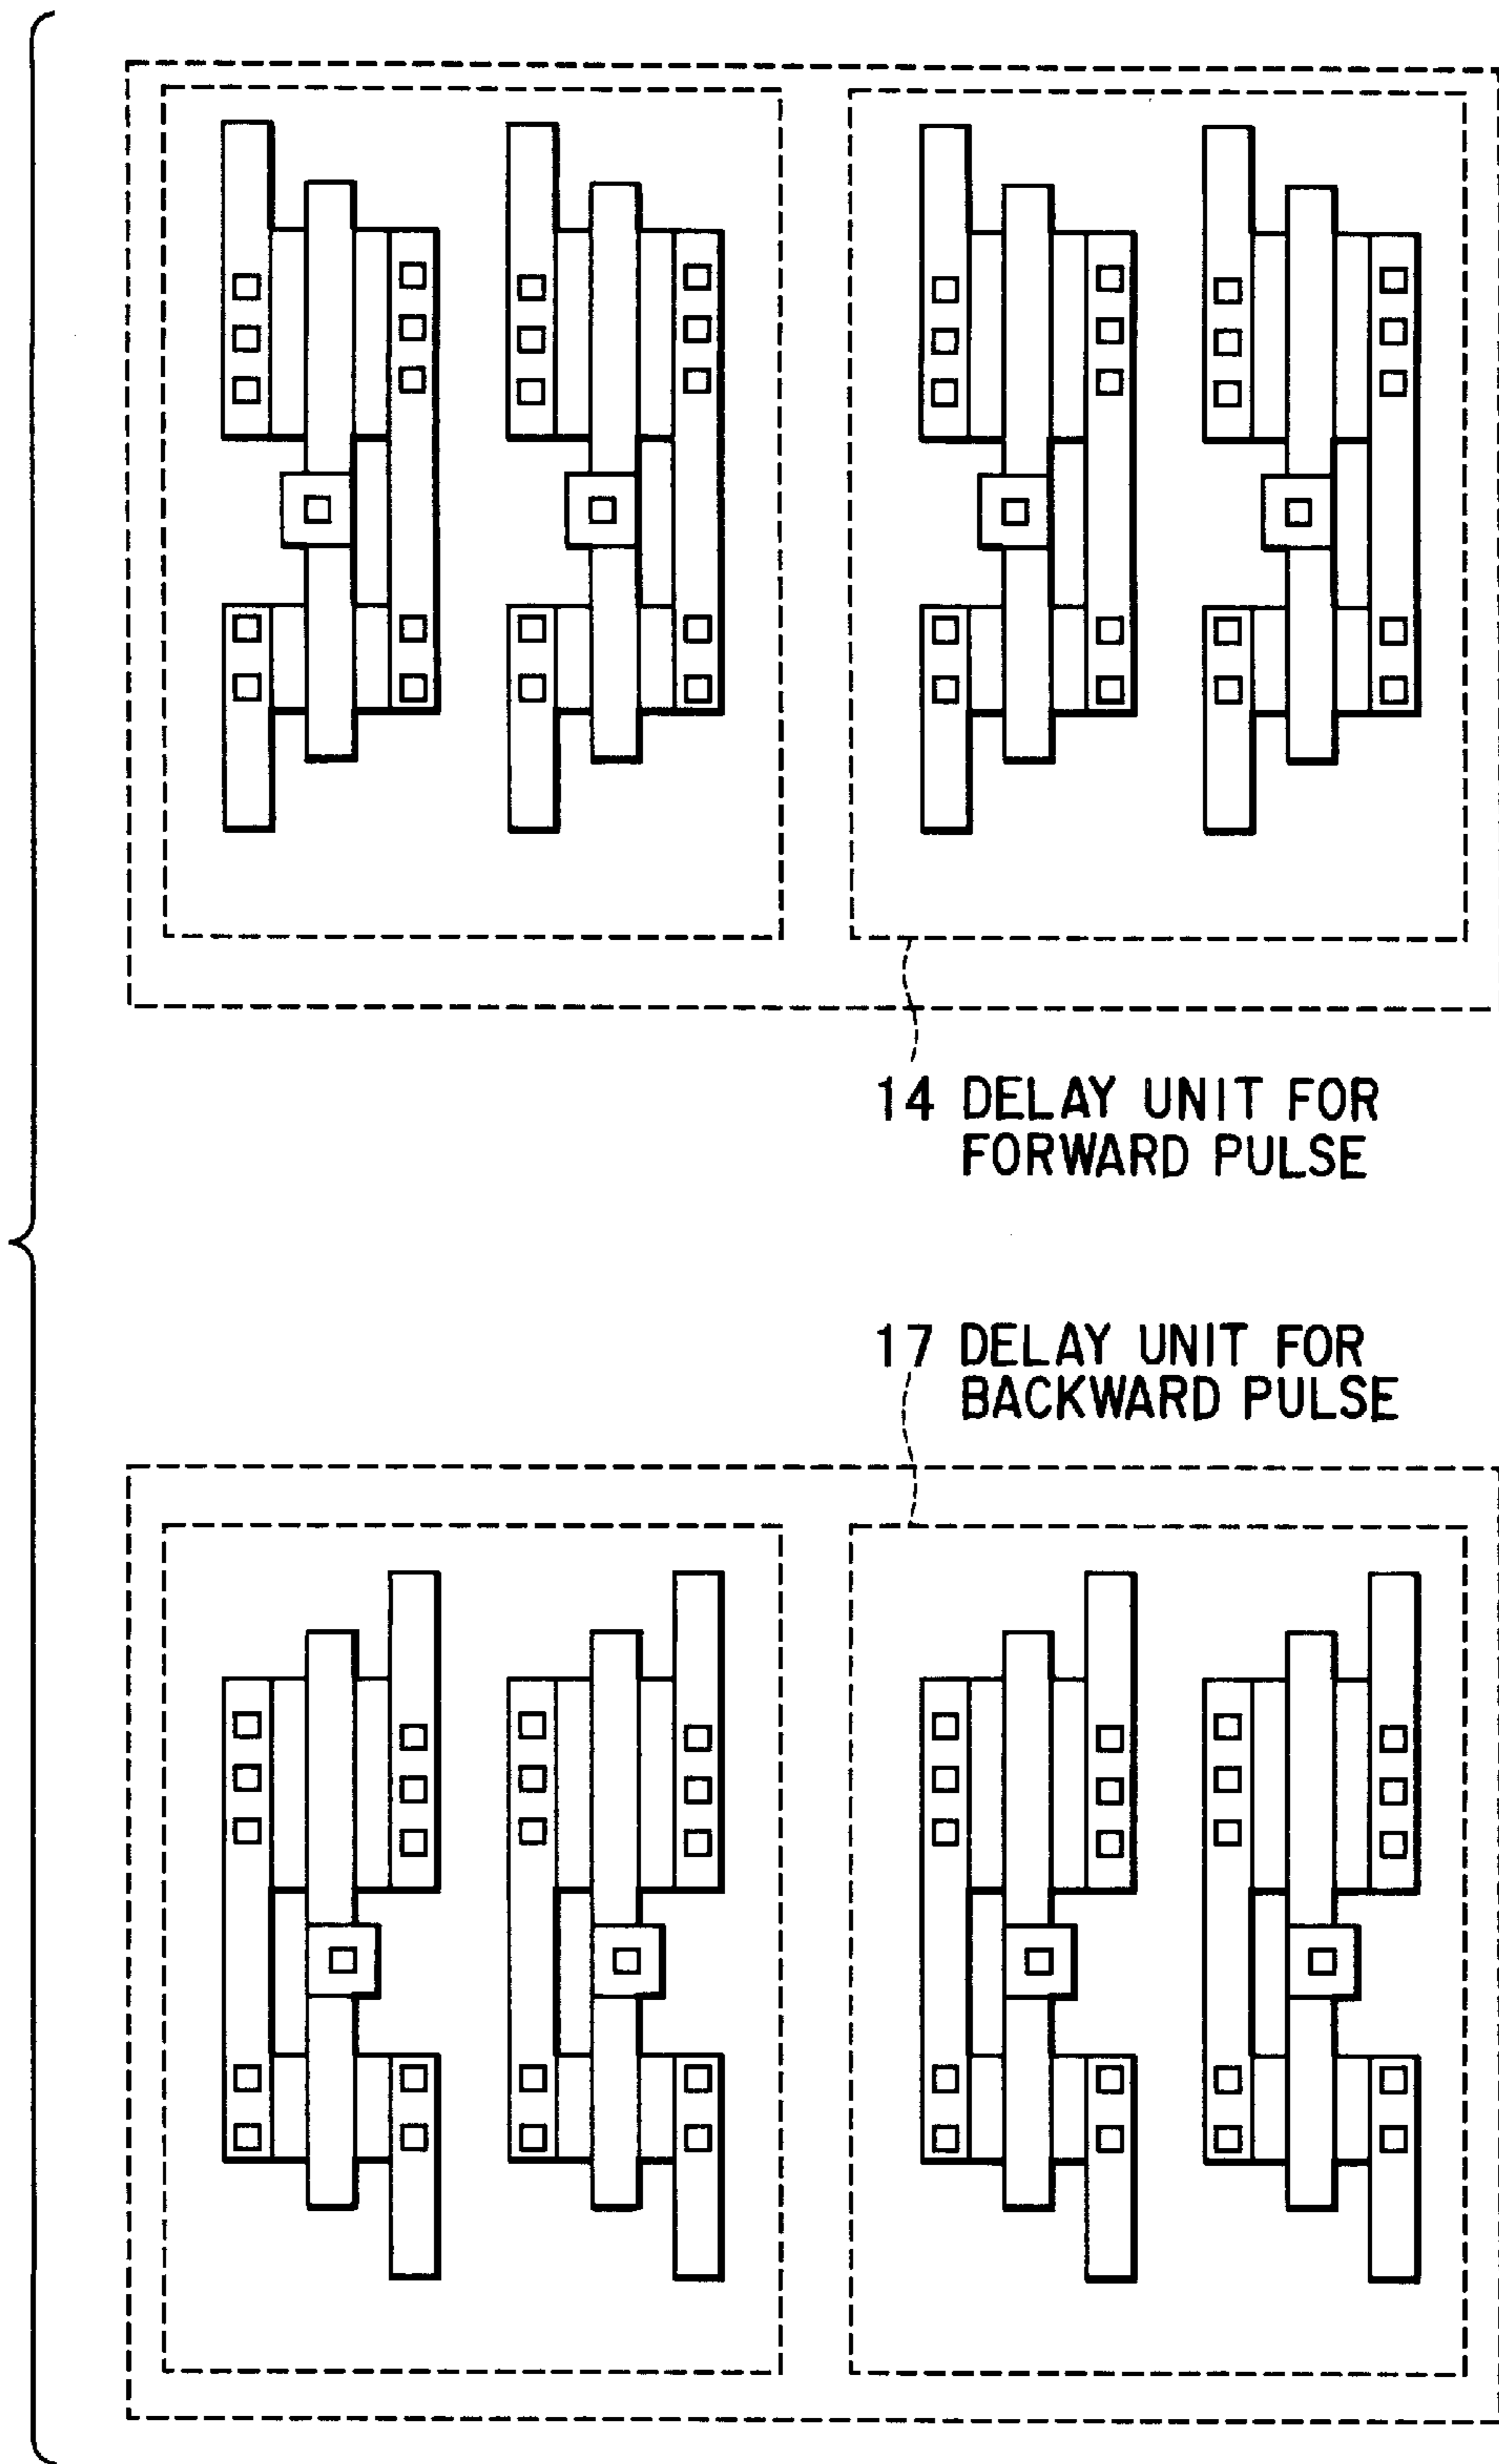 14 DELAY UNIT FOR
FORWARD PULSE
17 DELAY UNIT FOR
BACKWARD PULSE